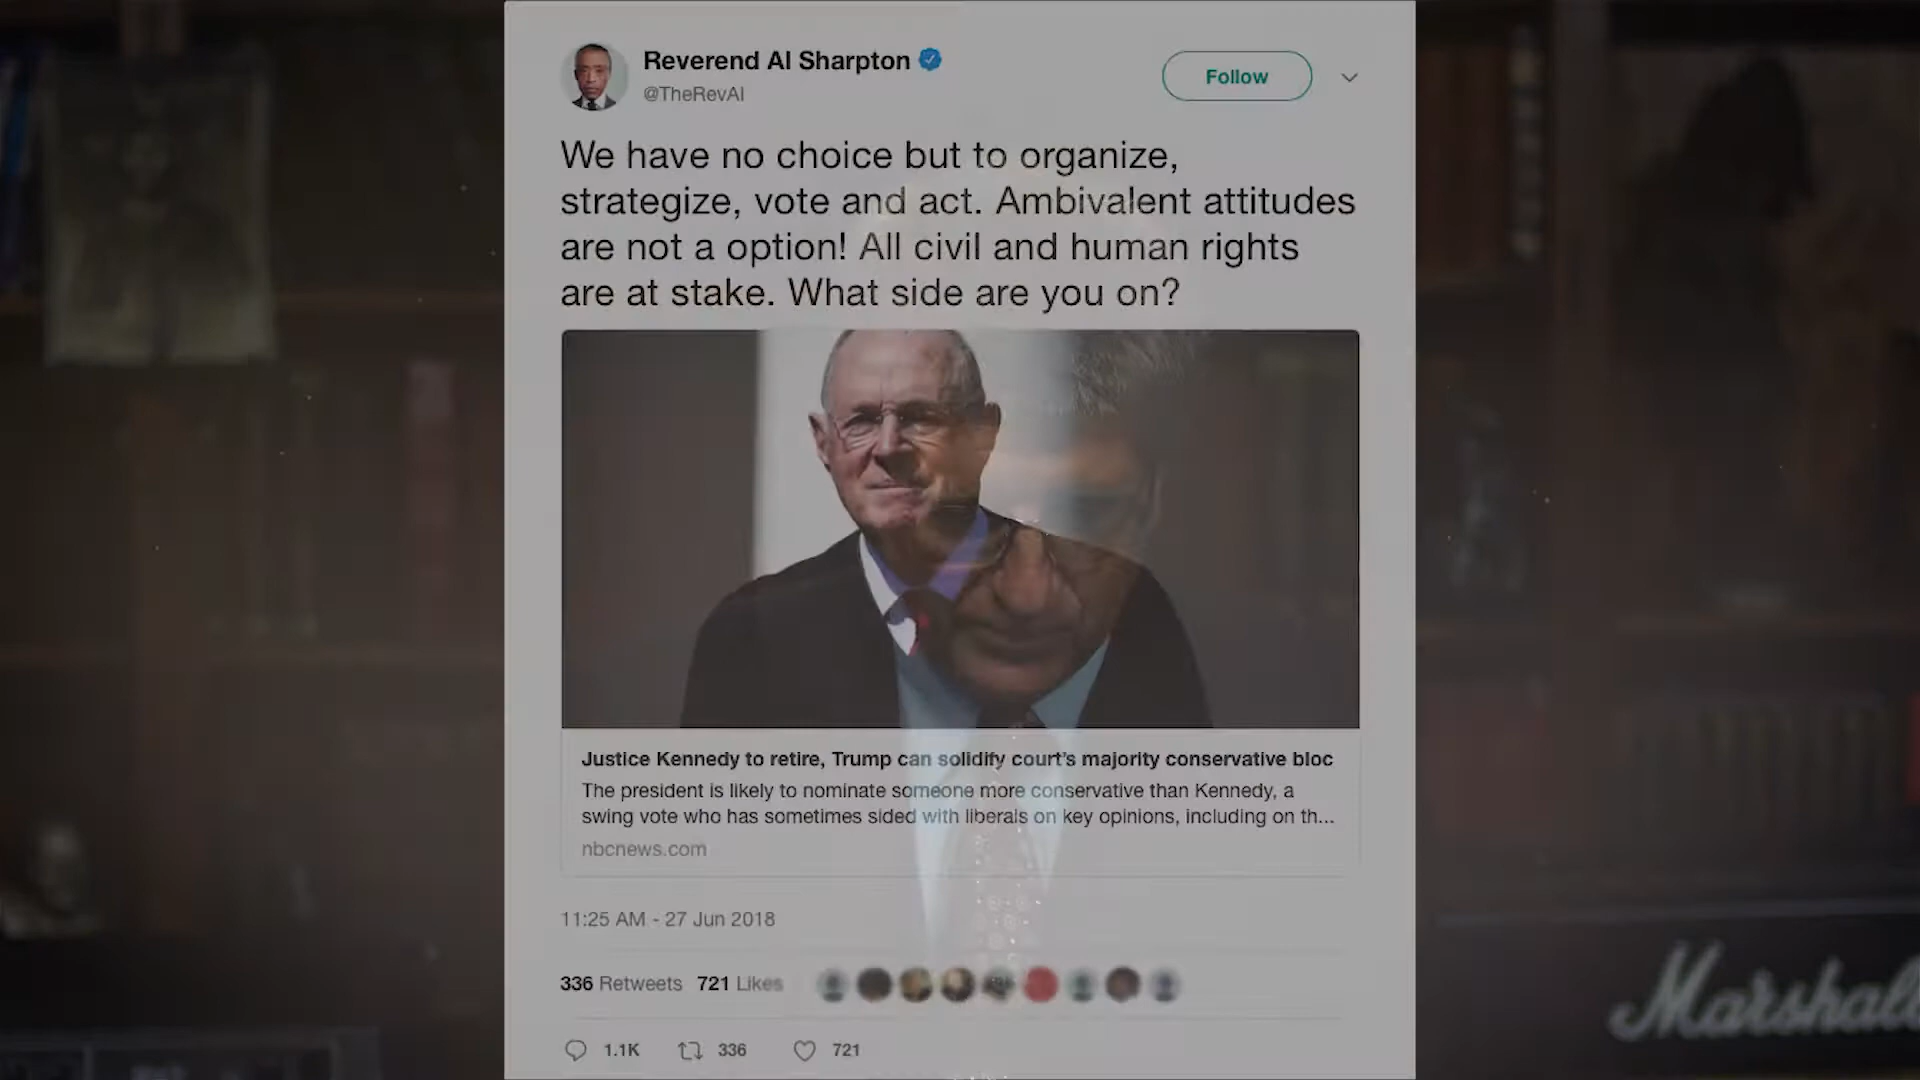 Reverend Al Sharpton
@TheRevAl
Follow
We have no choice but to organize,
strategize, vote and act. Ambivalent attitudes
are not a option! All civil and human rights
are at stake. What side are you on?
Justice Kennedy to retire, Trump can solidify court's majority conservative bloc
The president is likely to nominate someone more conservative than Kennedy, a
swing vote who has sometimes sided with liberals on key opinions, including on th...
nbcnews.com
11:25 AM - 27 Jun 2018
336 Retweets 721 Likes
1.1K 336 721
Marshall